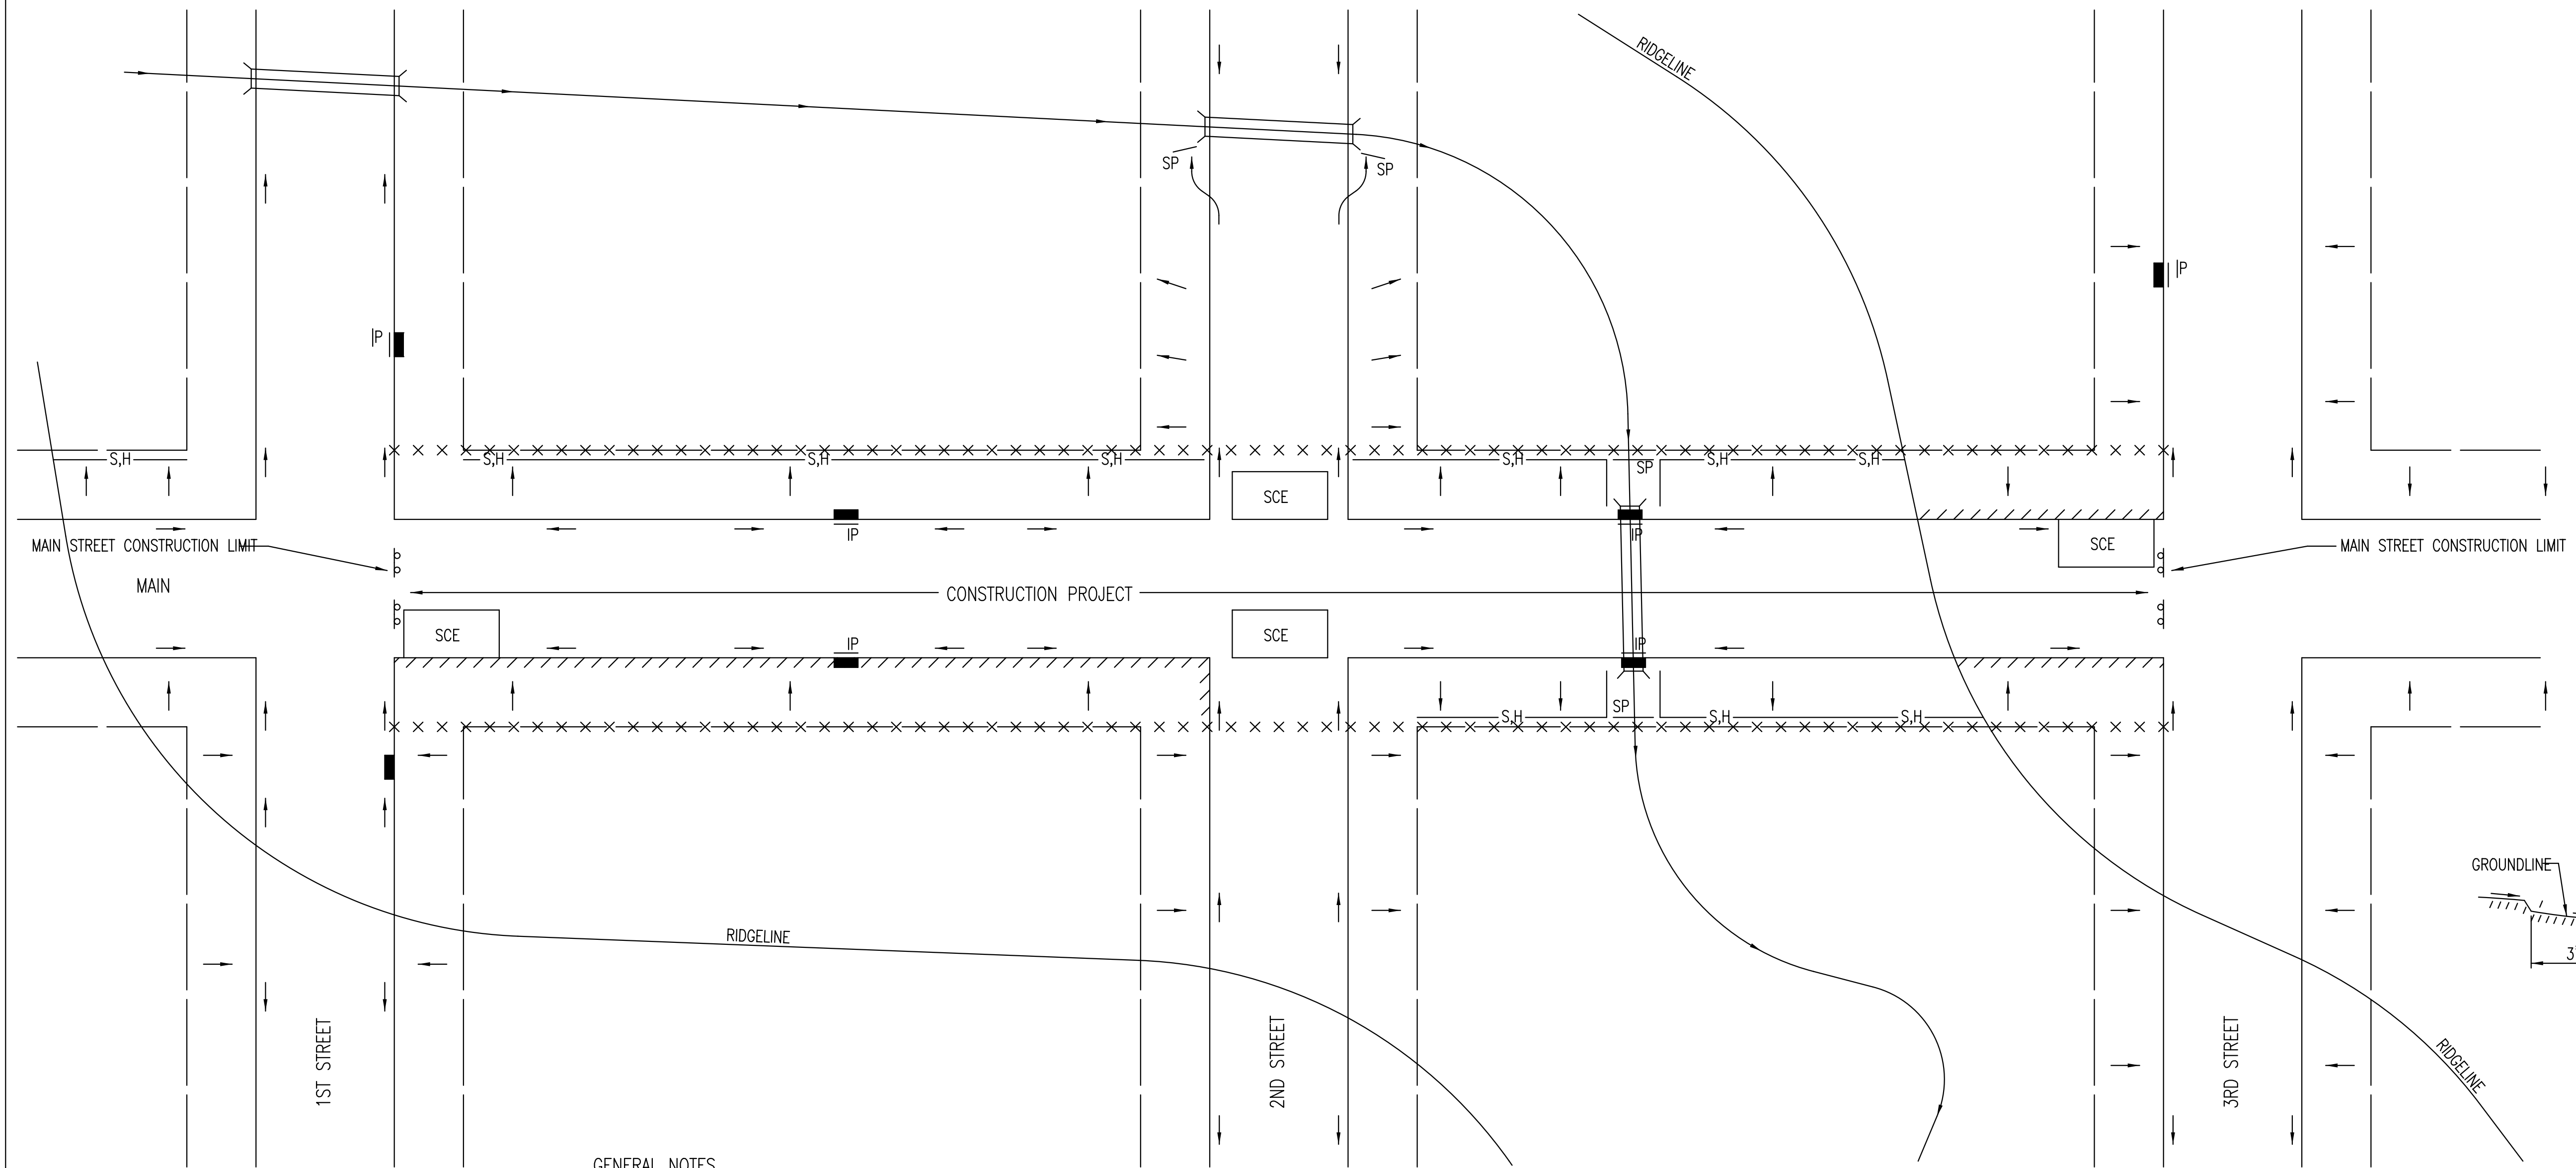 RIDGELINE
SP
SP
IP
IP
S,H
S,H
S,H
S,H
S,H
SP
S,H
S,H
SCE
IP
IP
SCE
MAIN STREET CONSTRUCTION LIMIT
MAIN STREET CONSTRUCTION LIMIT
MAIN
CONSTRUCTION PROJECT
SCE
SCE
IP
IP
S,H
SP
S,H
S,H
GROUNDLINE
RIDGELINE
3'
1ST STREET
2ND STREET
3RD STREET
RIDGELINE
GENERAL NOTES